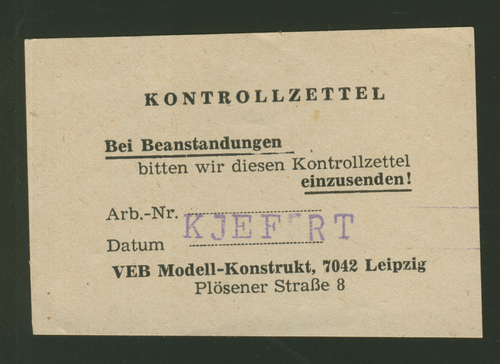 KONTROLLZETTEL
Bei Beanstandungen
bitten wir diesen Kontrollzettel
einzusenden!
Arb.-Nr.
Datum
VEB Modell-Konstrukt, 7042 Leipzig
Plösener Straße 8